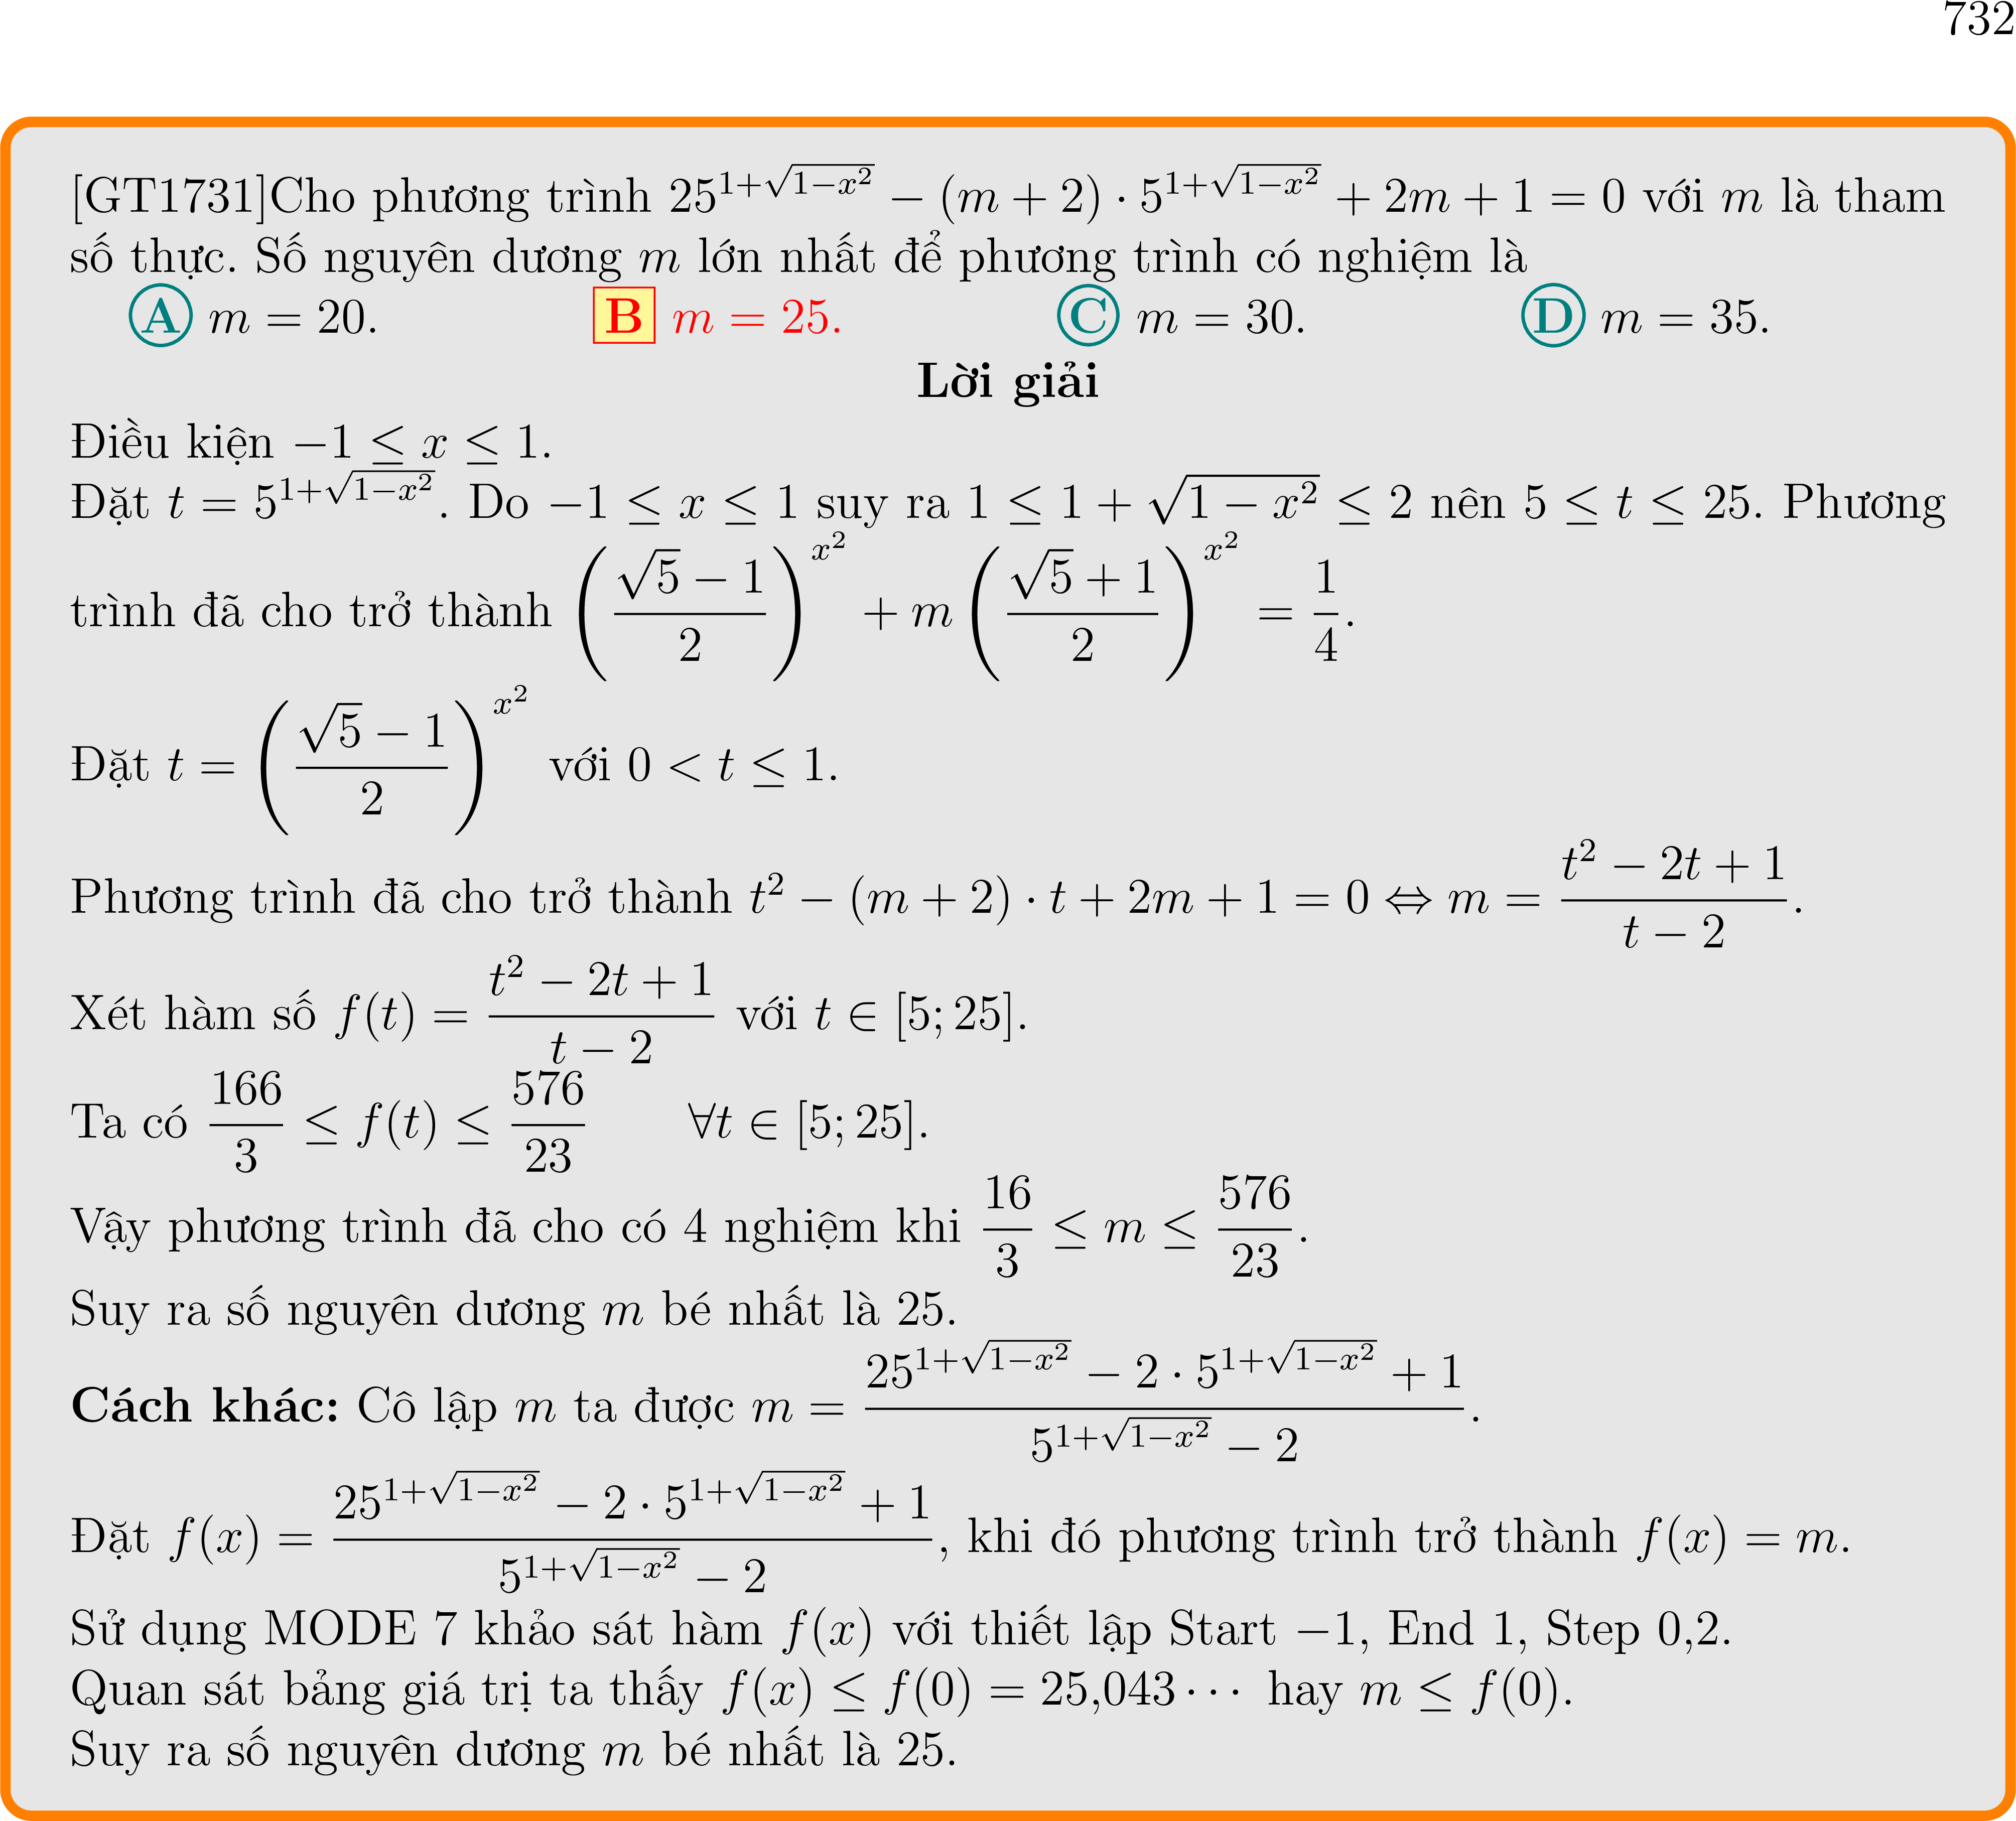 732
[GT1731]Cho phương trình $25^{1+\sqrt{1-x^2}} - (m+2) \cdot 5^{1+\sqrt{1-x^2}} + 2m + 1 = 0$ với $m$ là tham
số thực. Số nguyên dương $m$ lớn nhất để phương trình có nghiệm là
A $m = 20$. B $m = 25$. C $m = 30$. D $m = 35$.
Lời giải
Điều kiện $-1 \leq x \leq 1$.
Đặt $t = 5^{1+\sqrt{1-x^2}}$. Do $-1 \leq x \leq 1$ suy ra $1 \leq 1 + \sqrt{1-x^2} \leq 2$ nên $5 \leq t \leq 25$. Phương
trình đã cho trở thành $\left(\frac{\sqrt{5}-1}{2}\right)^{x^2} + m\left(\frac{\sqrt{5}+1}{2}\right)^{x^2} = \frac{1}{4}$.
Đặt $t = \left(\frac{\sqrt{5}-1}{2}\right)^{x^2}$ với $0 < t \leq 1$.
Phương trình đã cho trở thành $t^2 - (m+2) \cdot t + 2m + 1 = 0 \Leftrightarrow m = \frac{t^2-2t+1}{t-2}$.
Xét hàm số $f(t) = \frac{t^2-2t+1}{t-2}$ với $t \in [5; 25]$.
Ta có $\frac{166}{3} \leq f(t) \leq \frac{576}{23}$ $\forall t \in [5; 25]$.
Vậy phương trình đã cho có 4 nghiệm khi $\frac{16}{3} \leq m \leq \frac{576}{23}$.
Suy ra số nguyên dương $m$ bé nhất là 25.
Cách khác: Cô lập $m$ ta được $m = \frac{25^{1+\sqrt{1-x^2}} - 2 \cdot 5^{1+\sqrt{1-x^2}} + 1}{5^{1+\sqrt{1-x^2}} - 2}$.
Đặt $f(x) = \frac{25^{1+\sqrt{1-x^2}} - 2 \cdot 5^{1+\sqrt{1-x^2}} + 1}{5^{1+\sqrt{1-x^2}} - 2}$, khi đó phương trình trở thành $f(x) = m$.
Sử dụng MODE 7 khảo sát hàm $f(x)$ với thiết lập Start $-1$, End 1, Step 0,2.
Quan sát bảng giá trị ta thấy $f(x) \leq f(0) = 25{,}043\cdots$ hay $m \leq f(0)$.
Suy ra số nguyên dương $m$ bé nhất là 25.